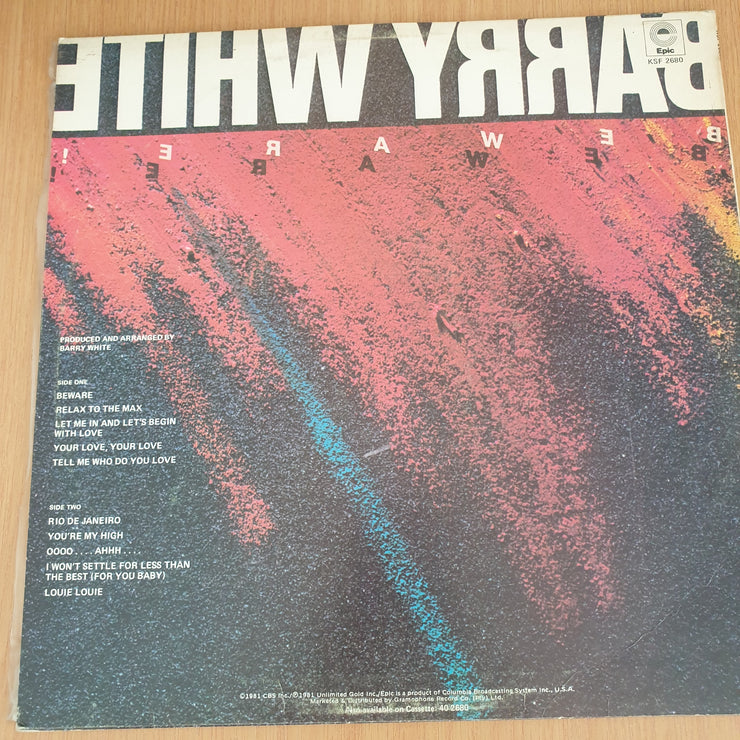 BARRY WHITE
Epic
KSF 2680
BEWARE!
BEWARE!
PRODUCED AND ARRANGED BY
BARRY WHITE
SIDE ONE
BEWARE
RELAX TO THE MAX
LET ME IN AND LET'S BEGIN
WITH LOVE
YOUR LOVE, YOUR LOVE
TELL ME WHO DO YOU LOVE
SIDE TWO
RIO DE JANEIRO
YOU'RE MY HIGH
OOOO.... AHHH....
I WON'T SETTLE FOR LESS THAN
THE BEST (FOR YOU BABY)
LOUIE LOUIE
©1981 CBS Inc./℗1981 Unlimited Gold Inc./Epic is a product of Columbia Broadcasting System Inc., U.S.A.
Marketed & Distributed by Gramophone Record Co. (Pty) Ltd.
Also available on Cassette: 40 2680